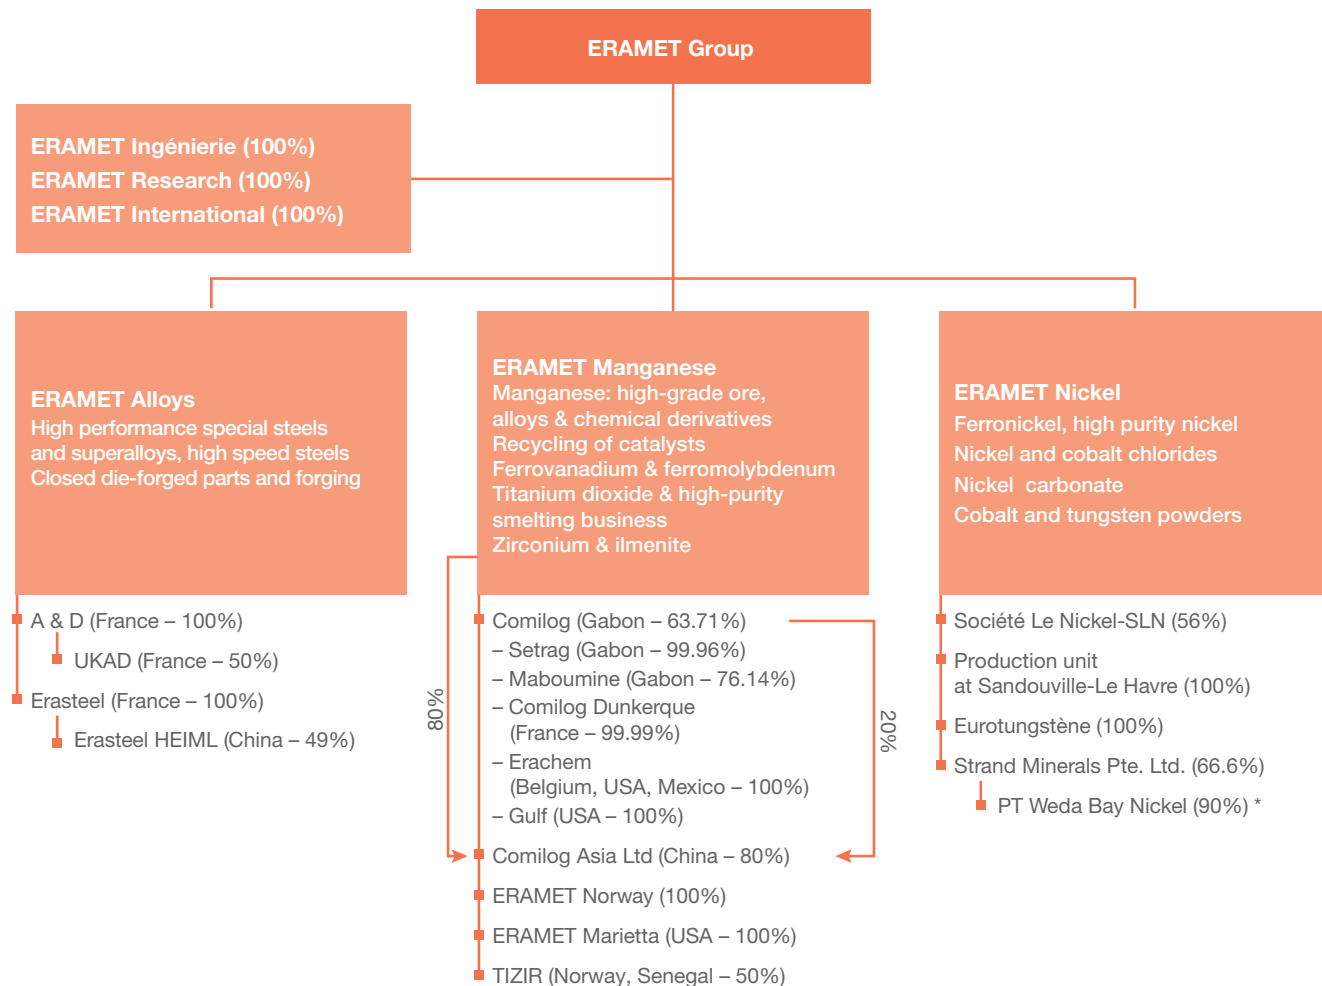 ERAMET Group
ERAMET Ingénierie (100%)
ERAMET Research (100%)
ERAMET International (100%)
ERAMET Alloys
High performance special steels
and superalloys, high speed steels
Closed die-forged parts and forging
A & D (France – 100%)
UKAD (France – 50%)
Erasteel (France – 100%)
Erasteel HEIML (China – 49%)
ERAMET Manganese
Manganese: high-grade ore,
alloys & chemical derivatives
Recycling of catalysts
Ferrovanadium & ferromolybdenum
Titanium dioxide & high-purity
smelting business
Zirconium & ilmenite
80%
Comilog (Gabon – 63.71%)
– Setrag (Gabon – 99.96%)
– Maboumine (Gabon – 76.14%)
– Comilog Dunkerque
(France – 99.99%)
– Erachem
(Belgium, USA, Mexico – 100%)
– Gulf (USA – 100%)
20%
Comilog Asia Ltd (China – 80%)
ERAMET Norway (100%)
ERAMET Marietta (USA – 100%)
TIZIR (Norway, Senegal – 50%)
ERAMET Nickel
Ferronickel, high purity nickel
Nickel and cobalt chlorides
Nickel carbonate
Cobalt and tungsten powders
Société Le Nickel-SLN (56%)
Production unit
at Sandouville-Le Havre (100%)
Eurotungstène (100%)
Strand Minerals Pte. Ltd. (66.6%)
PT Weda Bay Nickel (90%) *